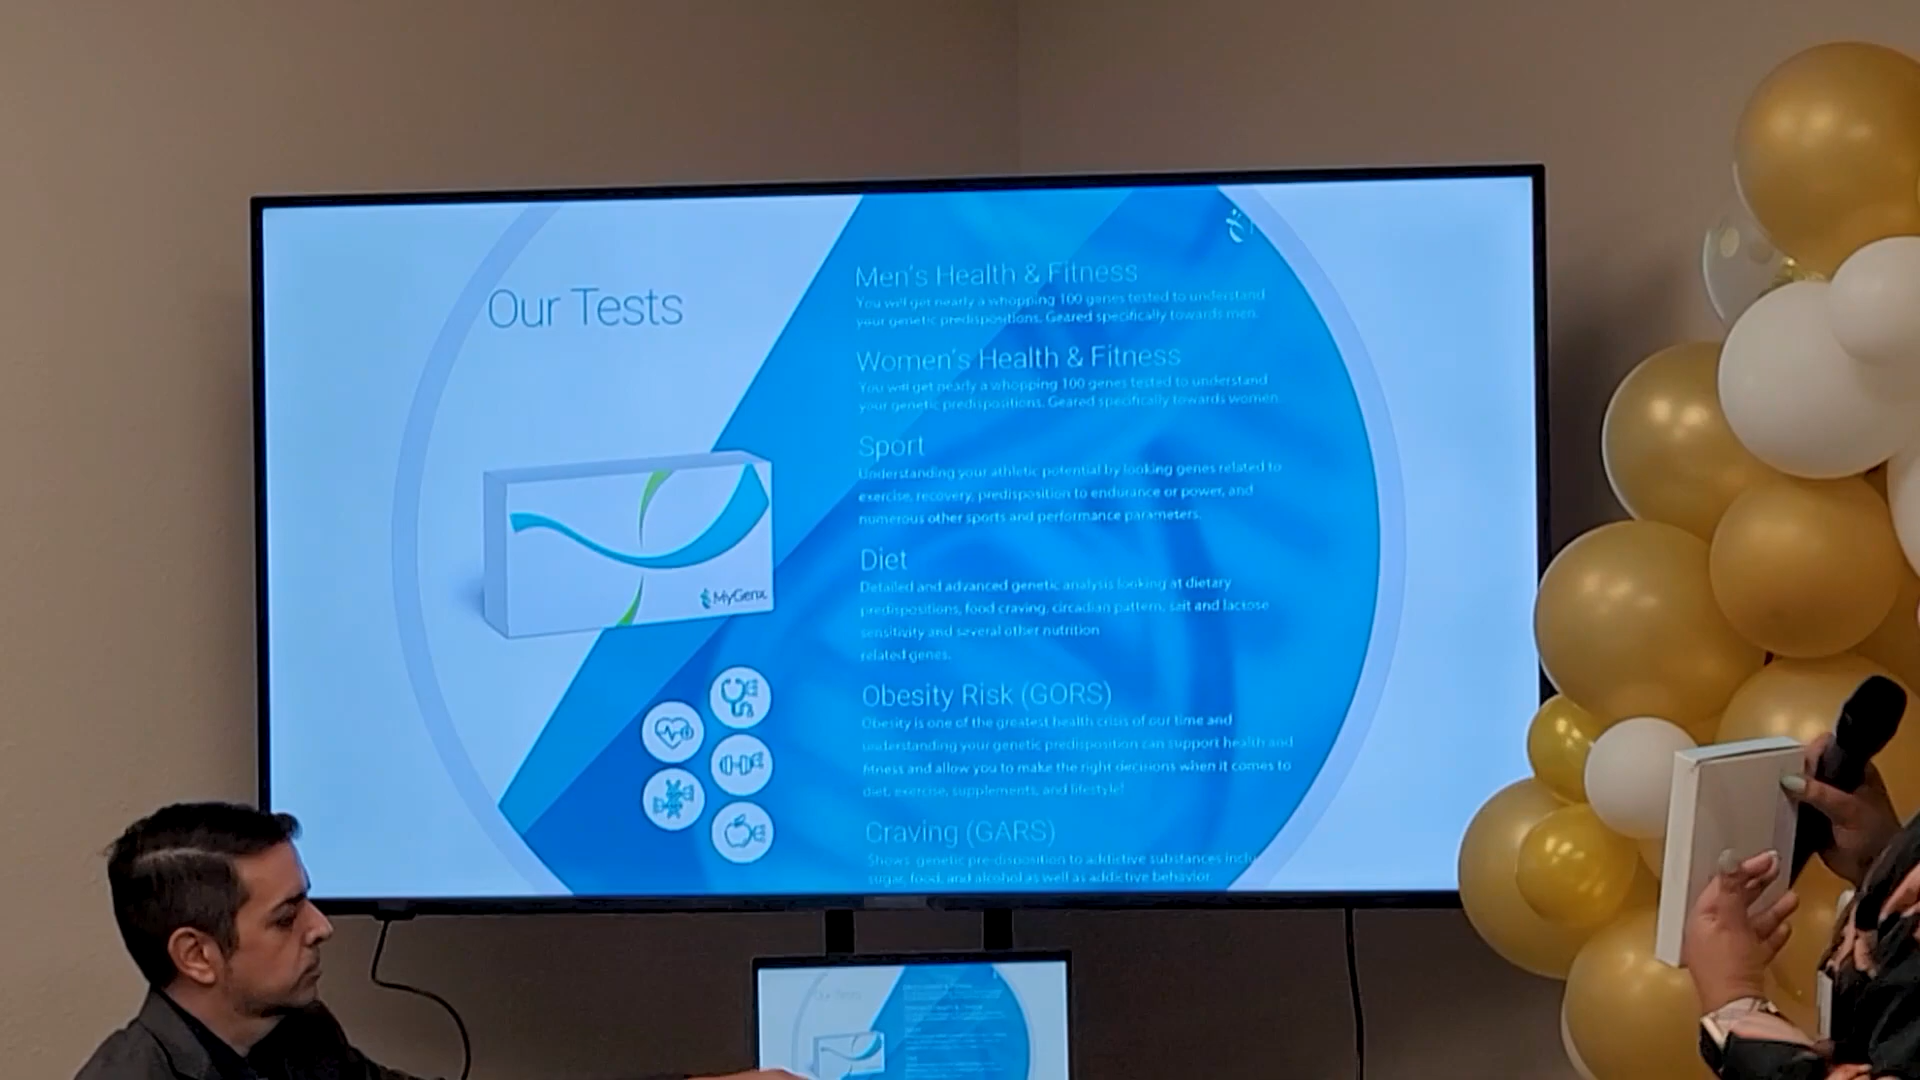 Our Tests
MyGenx
Men's Health & Fitness
You will get nearly a whopping 100 genes tested to understand
your genetic predispositions. Geared specifically towards men.
Women's Health & Fitness
You will get nearly a whopping 100 genes tested to understand
your genetic predispositions. Geared specifically towards women.
Sport
Understanding your athletic potential by looking genes related to
exercise, recovery, predisposition to endurance or power, and
numerous other sports and performance parameters.
Diet
Detailed and advanced genetic analysis looking at dietary
predispositions, food craving, circadian pattern, salt and lactose
sensitivity and several other nutrition
related genes.
Obesity Risk (GORS)
Obesity is one of the greatest health crisis of our time and
understanding your genetic predisposition can support health and
fitness and allow you to make the right decisions when it comes to
diet, exercise, supplements, and lifestyle!
Craving (GARS)
Shows genetic pre-disposition to addictive substances inclu
sugar, food, and alcohol as well as addictive behavior.
Our Tests